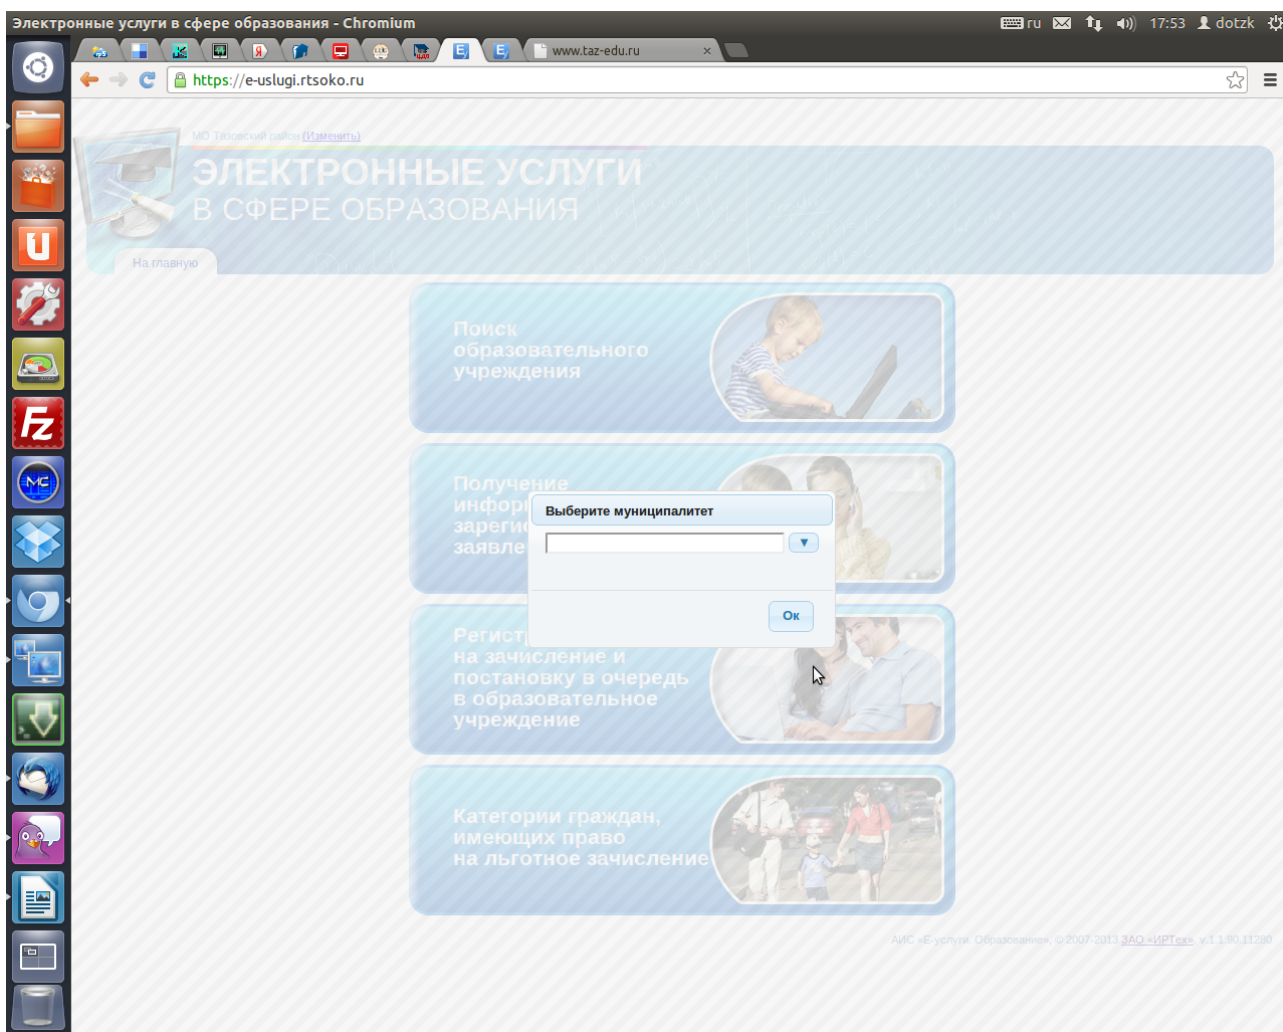 Электронные услуги в сфере образования - Chromium
ru
17:53
dotzk
www.taz-edu.ru
https://e-uslugi.rtsoko.ru
МО Тазовский район (Изменить)
ЭЛЕКТРОННЫЕ УСЛУГИ
В СФЕРЕ ОБРАЗОВАНИЯ
На главную
Поиск
образовательного
учреждения
Получение
Выберите муниципалитет
Ок
на зачисление и
постановку в очередь
в образовательное
учреждение
Категории граждан,
имеющих право
на льготное зачисление
АИС «Е-услуги. Образование», © 2007-2013 ЗАО «ИРТех», v.1.1.90.11280